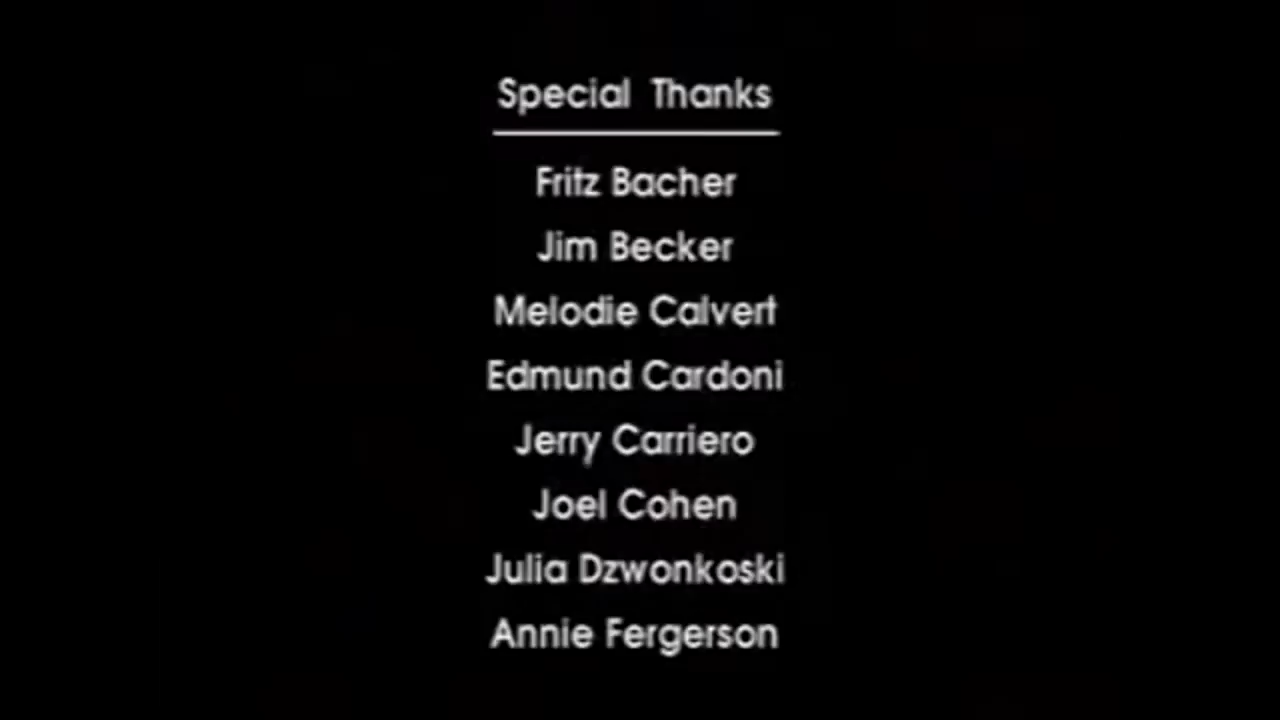 Special Thanks
Fritz Bacher
Jim Becker
Melodie Calvert
Edmund Cardoni
Jerry Carriero
Joel Cohen
Julia Dzwonkoski
Annie Fergerson